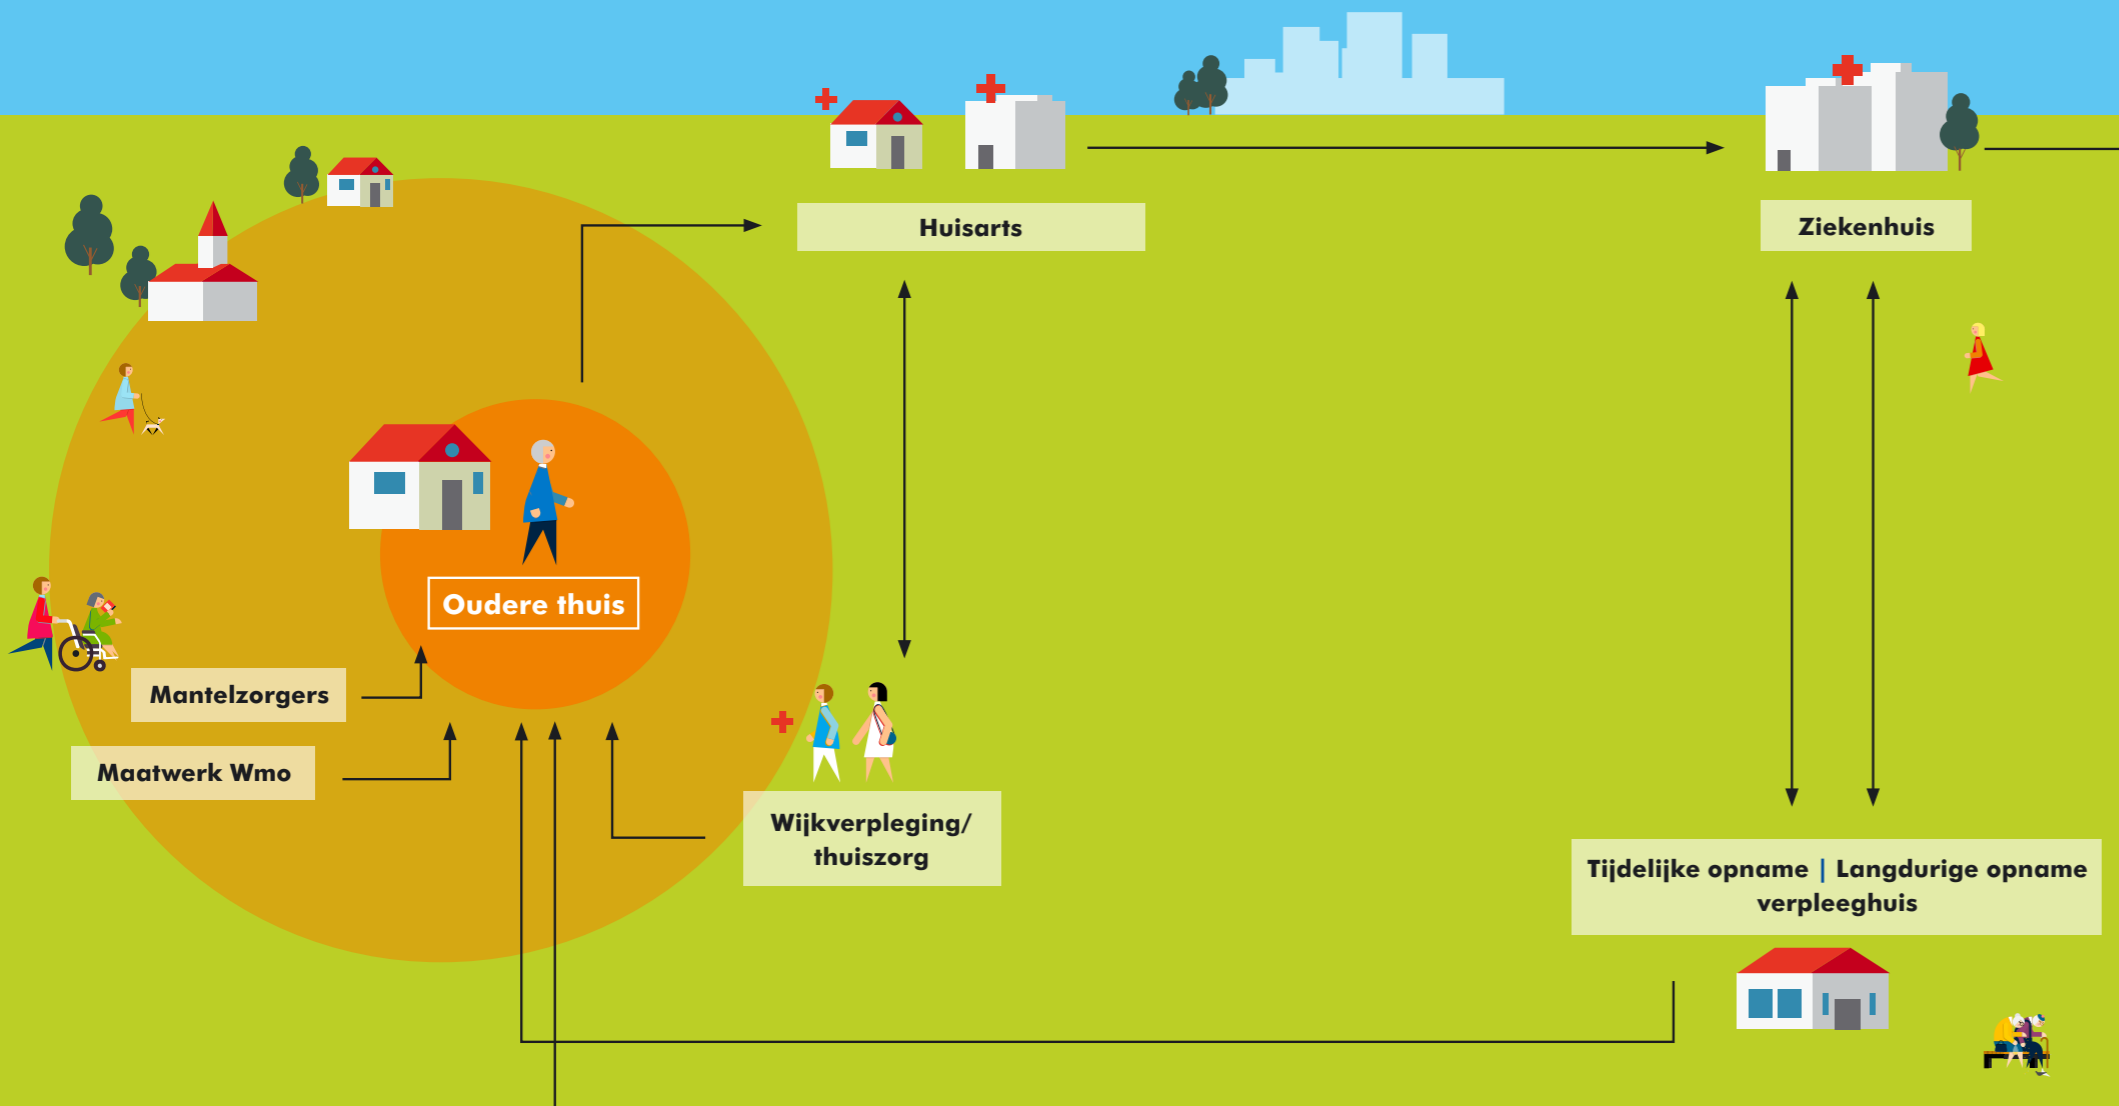 Huisarts
Ziekenhuis
Oudere thuis
Mantelzorgers
Maatwerk Wmo
Wijkverpleging/
thuiszorg
Tijdelijke opname | Langdurige opname
verpleeghuis